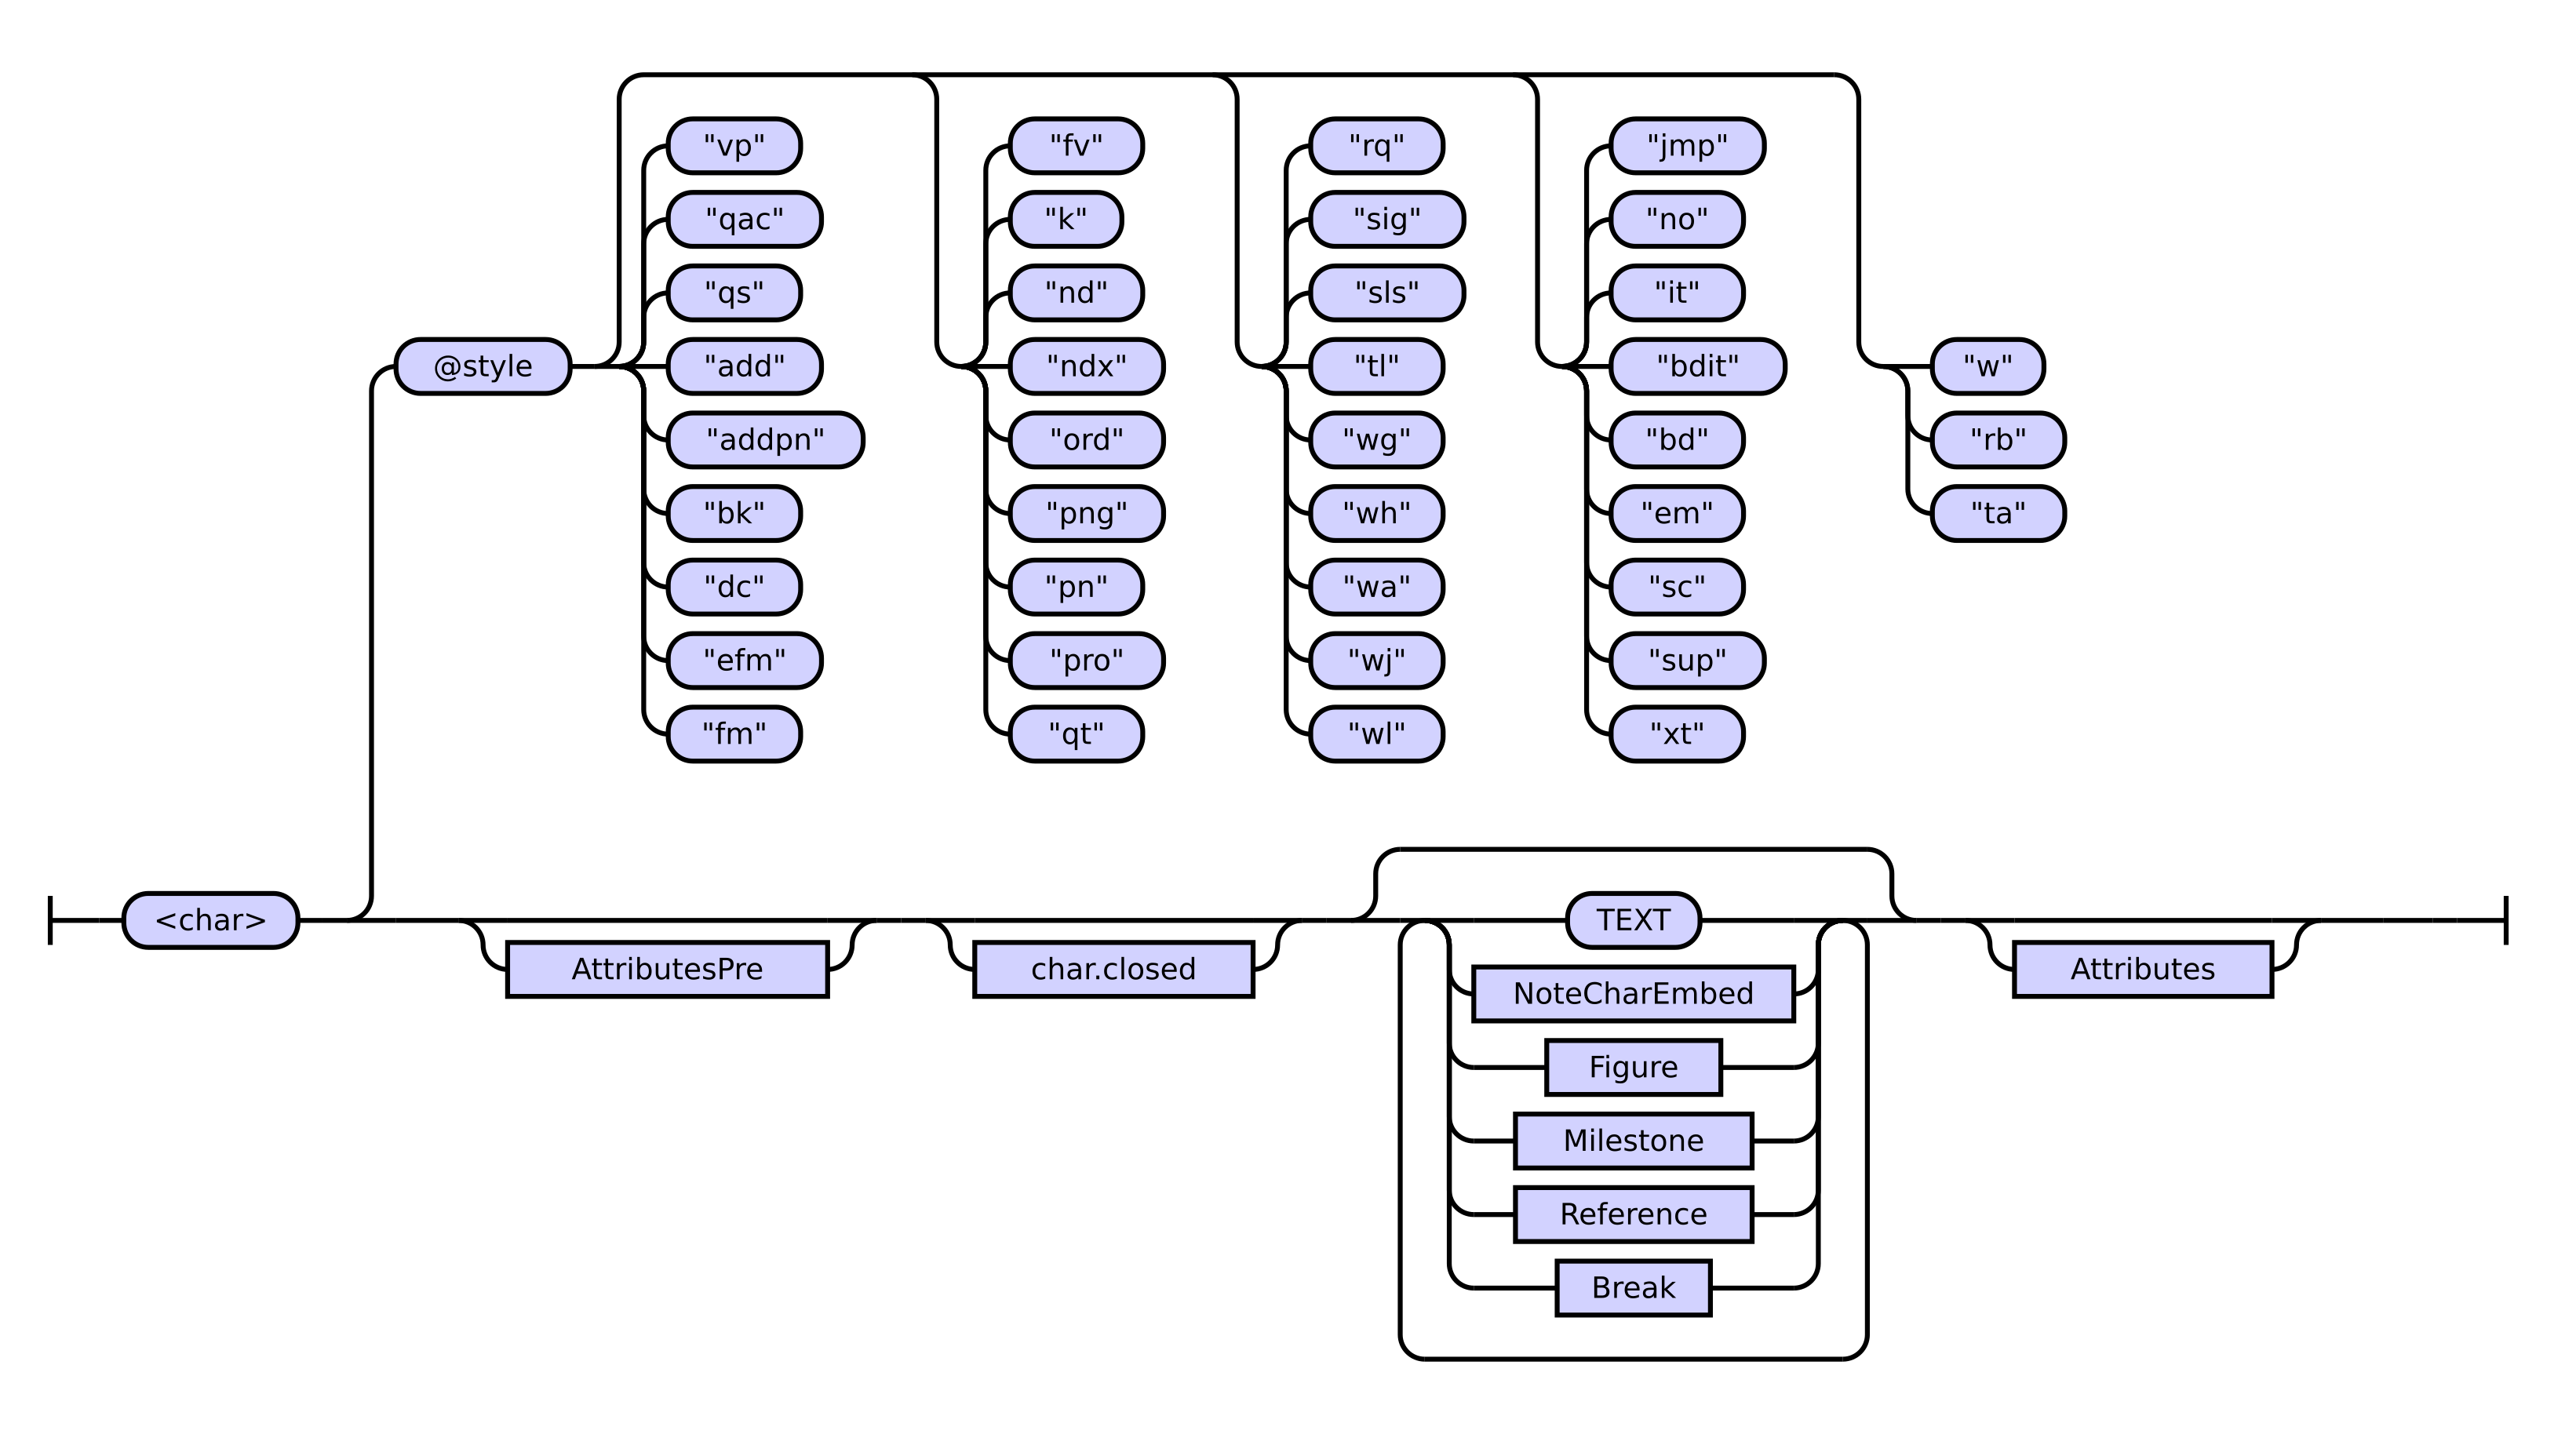 "vp"
"qac"
"qs"
@style
"add"
"addpn"
"bk"
"dc"
"efm"
"fm"
"fv"
"k"
"nd"
"ndx"
"ord"
"png"
"pn"
"pro"
"qt"
"rq"
"sig"
"sls"
"tl"
"wg"
"wh"
"wa"
"wj"
"wl"
"jmp"
"no"
"it"
"bdit"
"bd"
"em"
"sc"
"sup"
"xt"
"w"
"rb"
"ta"
<char>
AttributesPre
char.closed
TEXT
NoteCharEmbed
Figure
Milestone
Reference
Break
Attributes